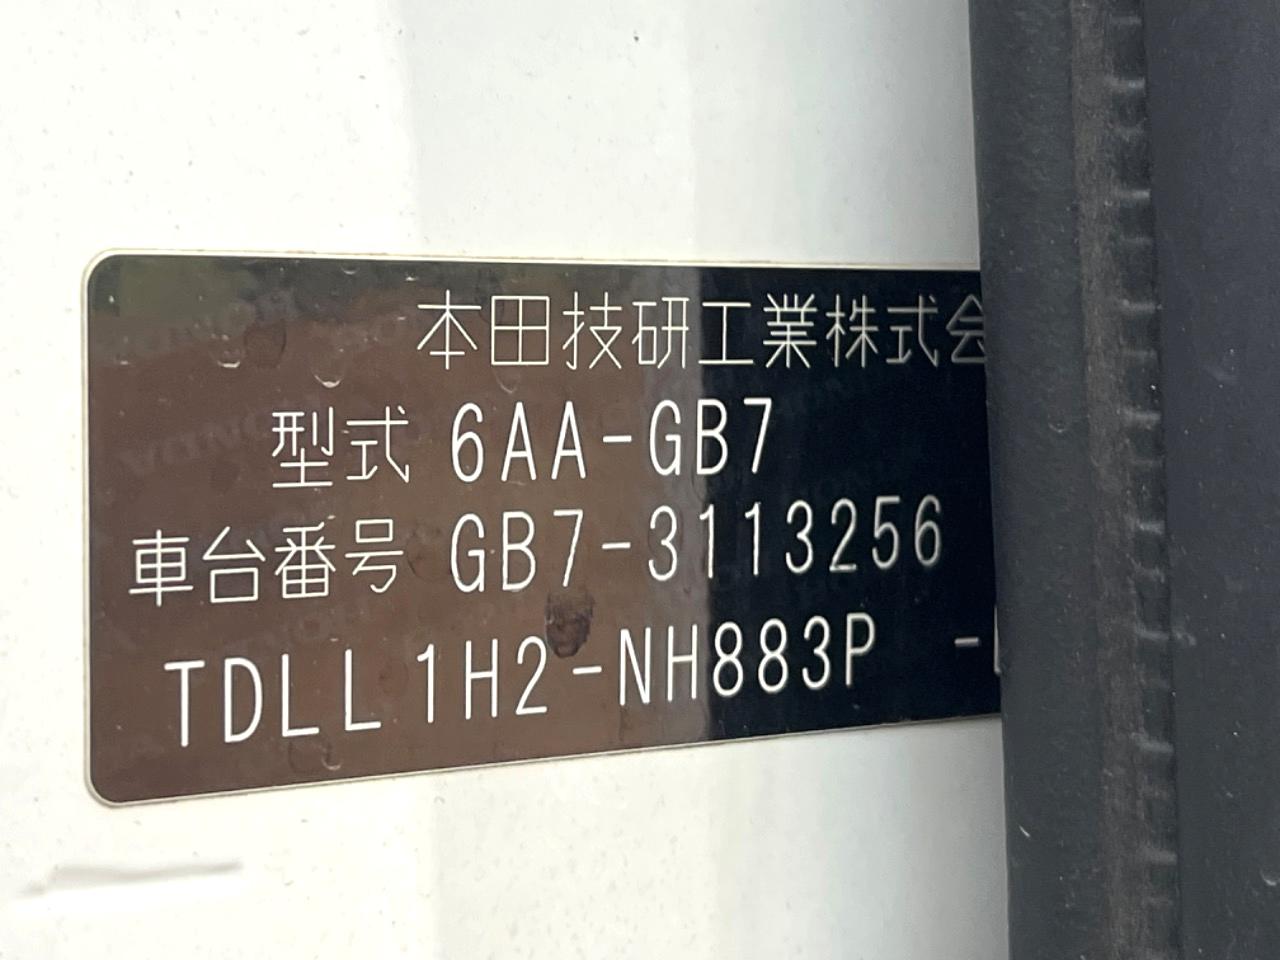 本田技研工業株式会
型式 6AA-GB7
車台番号 GB7-3113256
TDLL1H2-NH883P -